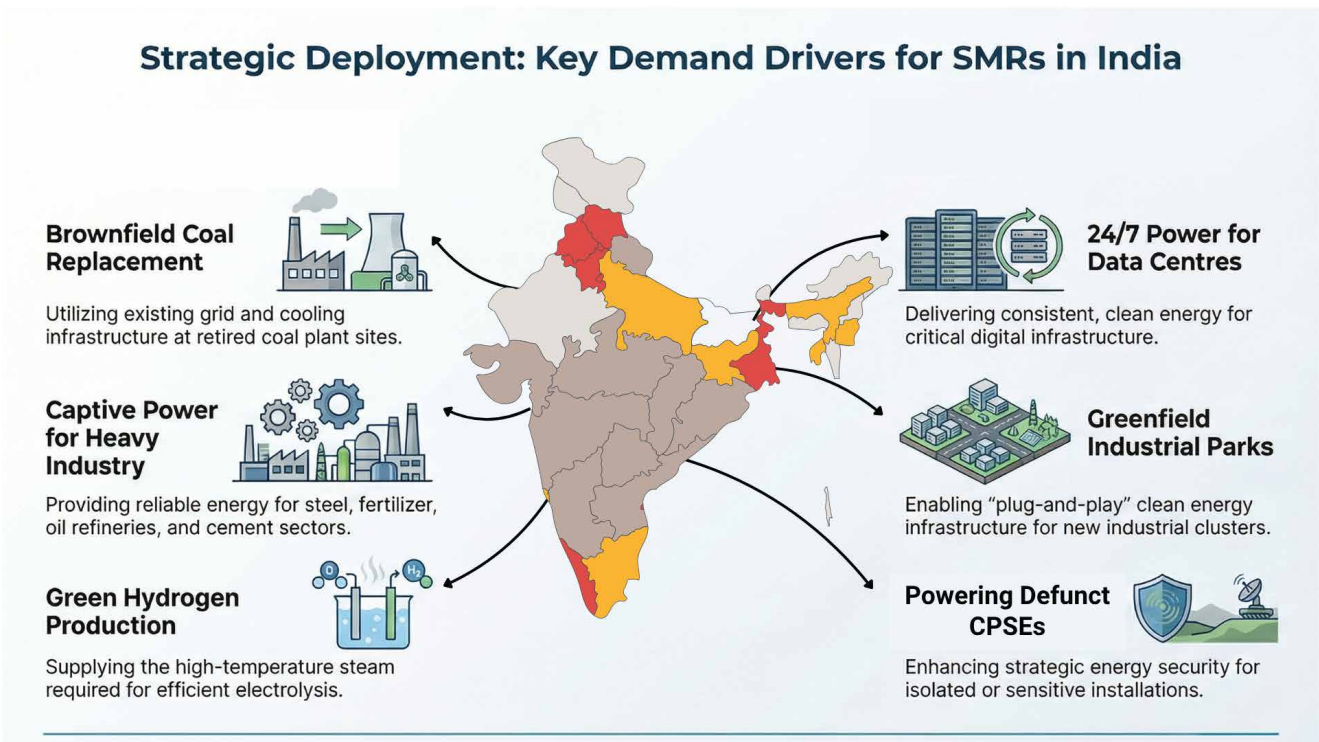 Strategic Deployment: Key Demand Drivers for SMRs in India
Brownfield Coal
Replacement
Utilizing existing grid and cooling
infrastructure at retired coal plant sites.
Captive Power
for Heavy
Industry
Providing reliable energy for steel, fertilizer,
oil refineries, and cement sectors.
O
H₂
Green Hydrogen
Production
Supplying the high-temperature steam
required for efficient electrolysis.
24/7 Power for
Data Centres
Delivering consistent, clean energy for
critical digital infrastructure.
Greenfield
Industrial Parks
Enabling “plug-and-play” clean energy
infrastructure for new industrial clusters.
Powering Defunct
CPSEs
Enhancing strategic energy security for
isolated or sensitive installations.